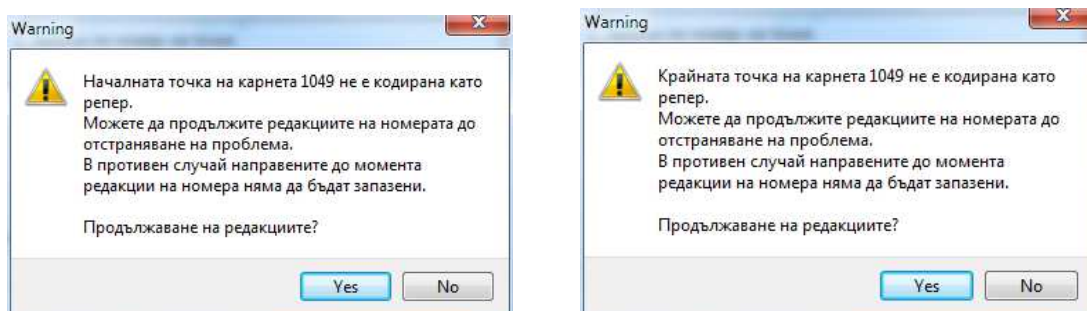 Warning
Началната точка на карнета 1049 не е кодирана като
репер.
Можете да продължите редакциите на номерата до
отстраняване на проблема.
В противен случай направените до момента
редакции на номера няма да бъдат запазени.
Продължаване на редакциите?
Yes No
Warning
Крайната точка на карнета 1049 не е кодирана като
репер.
Можете да продължите редакциите на номерата до
отстраняване на проблема.
В противен случай направените до момента
редакции на номера няма да бъдат запазени.
Продължаване на редакциите?
Yes No